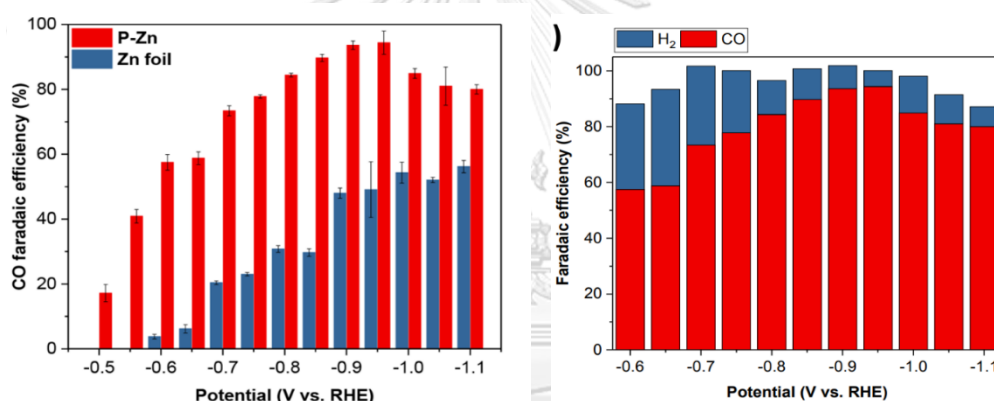 100
P-Zn
Zn foil
80
60
40
20
0
CO faradaic efficiency (%)
-0.5 -0.6 -0.7 -0.8 -0.9 -1.0 -1.1
Potential (V vs. RHE)
)
H₂ CO
100
80
60
40
20
0
Faradaic efficiency (%)
-0.6 -0.7 -0.8 -0.9 -1.0 -1.1
Potential (V vs. RHE)